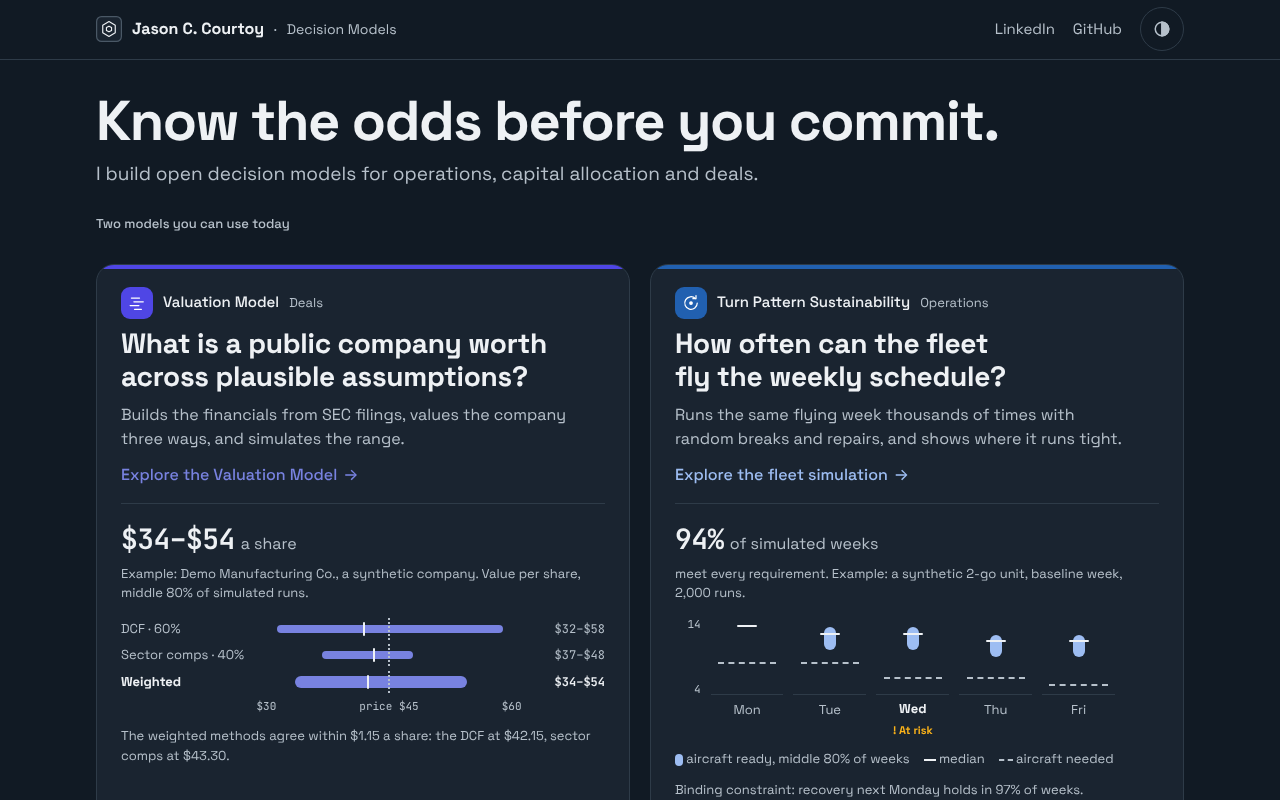 Jason C. Courtoy · Decision Models
LinkedIn
GitHub
Know the odds before you commit.
I build open decision models for operations, capital allocation and deals.
Two models you can use today
Valuation Model Deals
What is a public company worth
across plausible assumptions?
Builds the financials from SEC filings, values the company
three ways, and simulates the range.
Explore the Valuation Model →
$34–$54 a share
Example: Demo Manufacturing Co., a synthetic company. Value per share,
middle 80% of simulated runs.
DCF · 60% $32–$58
Sector comps · 40% $37–$48
Weighted $34–$54
$30 price $45 $60
The weighted methods agree within $1.15 a share: the DCF at $42.15, sector
comps at $43.30.
Turn Pattern Sustainability Operations
How often can the fleet
fly the weekly schedule?
Runs the same flying week thousands of times with
random breaks and repairs, and shows where it runs tight.
Explore the fleet simulation →
94% of simulated weeks
meet every requirement. Example: a synthetic 2-go unit, baseline week,
2,000 runs.
14
4
Mon Tue Wed Thu Fri
! At risk
aircraft ready, middle 80% of weeks median aircraft needed
Binding constraint: recovery next Monday holds in 97% of weeks.